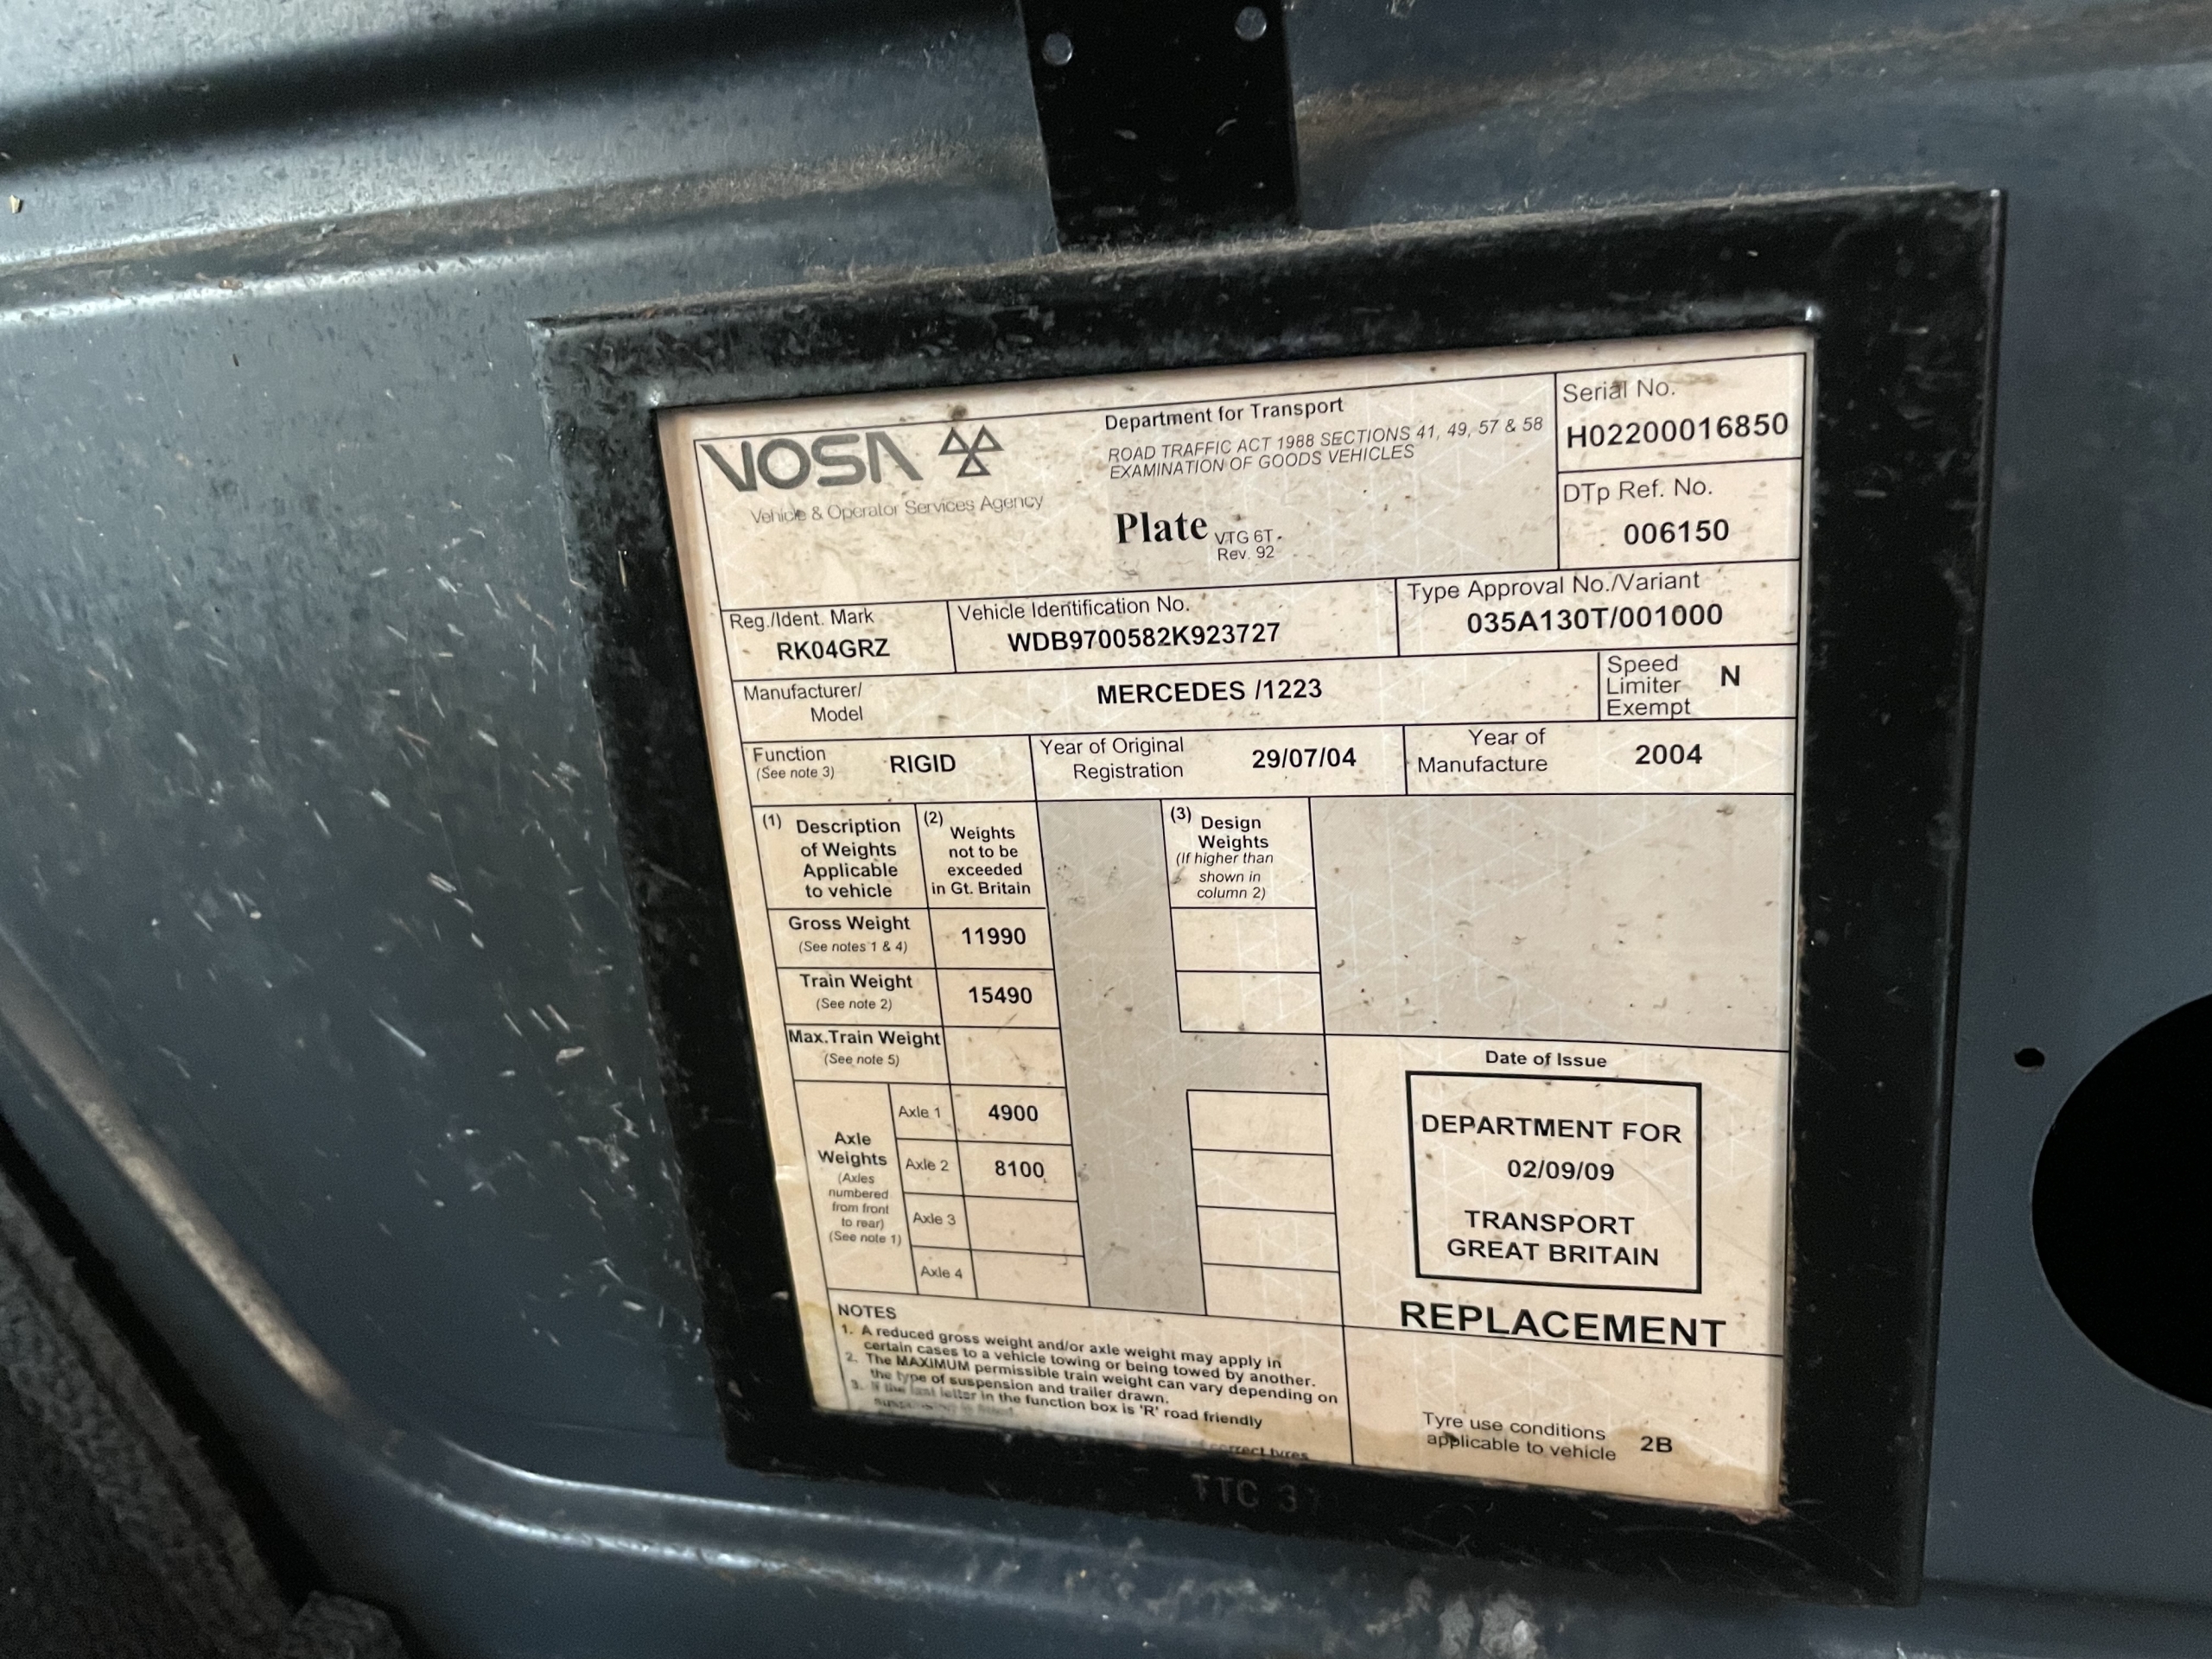 VOSA
Vehicle & Operator Services Agency
Department for Transport
ROAD TRAFFIC ACT 1988 SECTIONS 41, 49, 57 & 58
EXAMINATION OF GOODS VEHICLES
Plate VTG 6T
Rev. 92
Serial No.
H02200016850
DTp Ref. No.
006150
Reg./Ident. Mark
RK04GRZ
Vehicle Identification No.
WDB9700582K923727
Type Approval No./Variant
035A130T/001000
Manufacturer/
Model
MERCEDES /1223
Speed
Limiter
Exempt
N
Function
(See note 3)
RIGID
Year of Original
Registration
29/07/04
Year of
Manufacture
2004
(1) Description
of Weights
Applicable
to vehicle
(2) Weights
not to be
exceeded
in Gt. Britain
(3) Design
Weights
(If higher than
shown in
column 2)
Gross Weight
(See notes 1 & 4)
11990
Train Weight
(See note 2)
15490
Max.Train Weight
(See note 5)
Axle
Weights
(Axles
numbered
from front
to rear)
(See note 1)
Axle 1
4900
Axle 2
8100
Axle 3
Axle 4
Date of Issue
DEPARTMENT FOR
02/09/09
TRANSPORT
GREAT BRITAIN
REPLACEMENT
NOTES
1. A reduced gross weight and/or axle weight may apply in
certain cases to a vehicle towing or being towed by another.
2. The MAXIMUM permissible train weight can vary depending on
the type of suspension and trailer drawn.
3. If the last letter in the function box is 'R' road friendly
correct tyres
Tyre use conditions
applicable to vehicle
2B
TTC 3